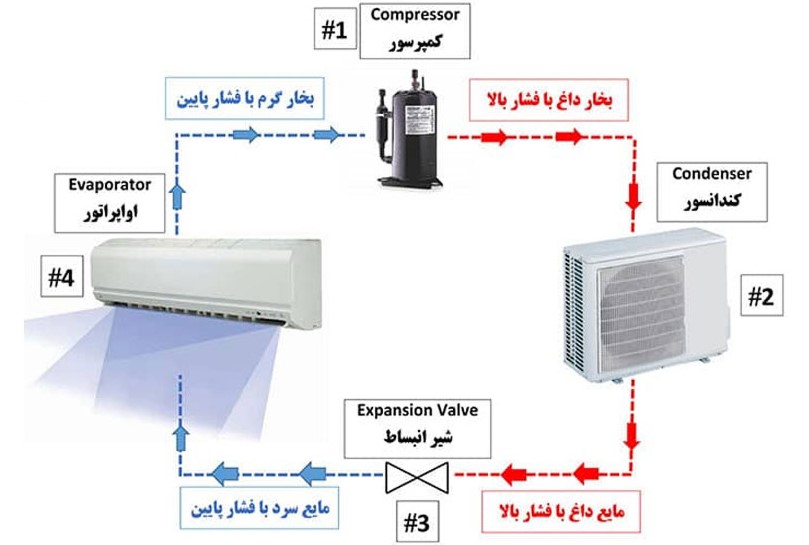 #1
Compressor
کمپرسور
بخار گرم با فشار پایین
بخار داغ با فشار بالا
Evaporator
اواپراتور
Condenser
کندانسور
#4
#2
Expansion Valve
شیر انبساط
مایع سرد با فشار پایین
مایع داغ با فشار بالا
#3